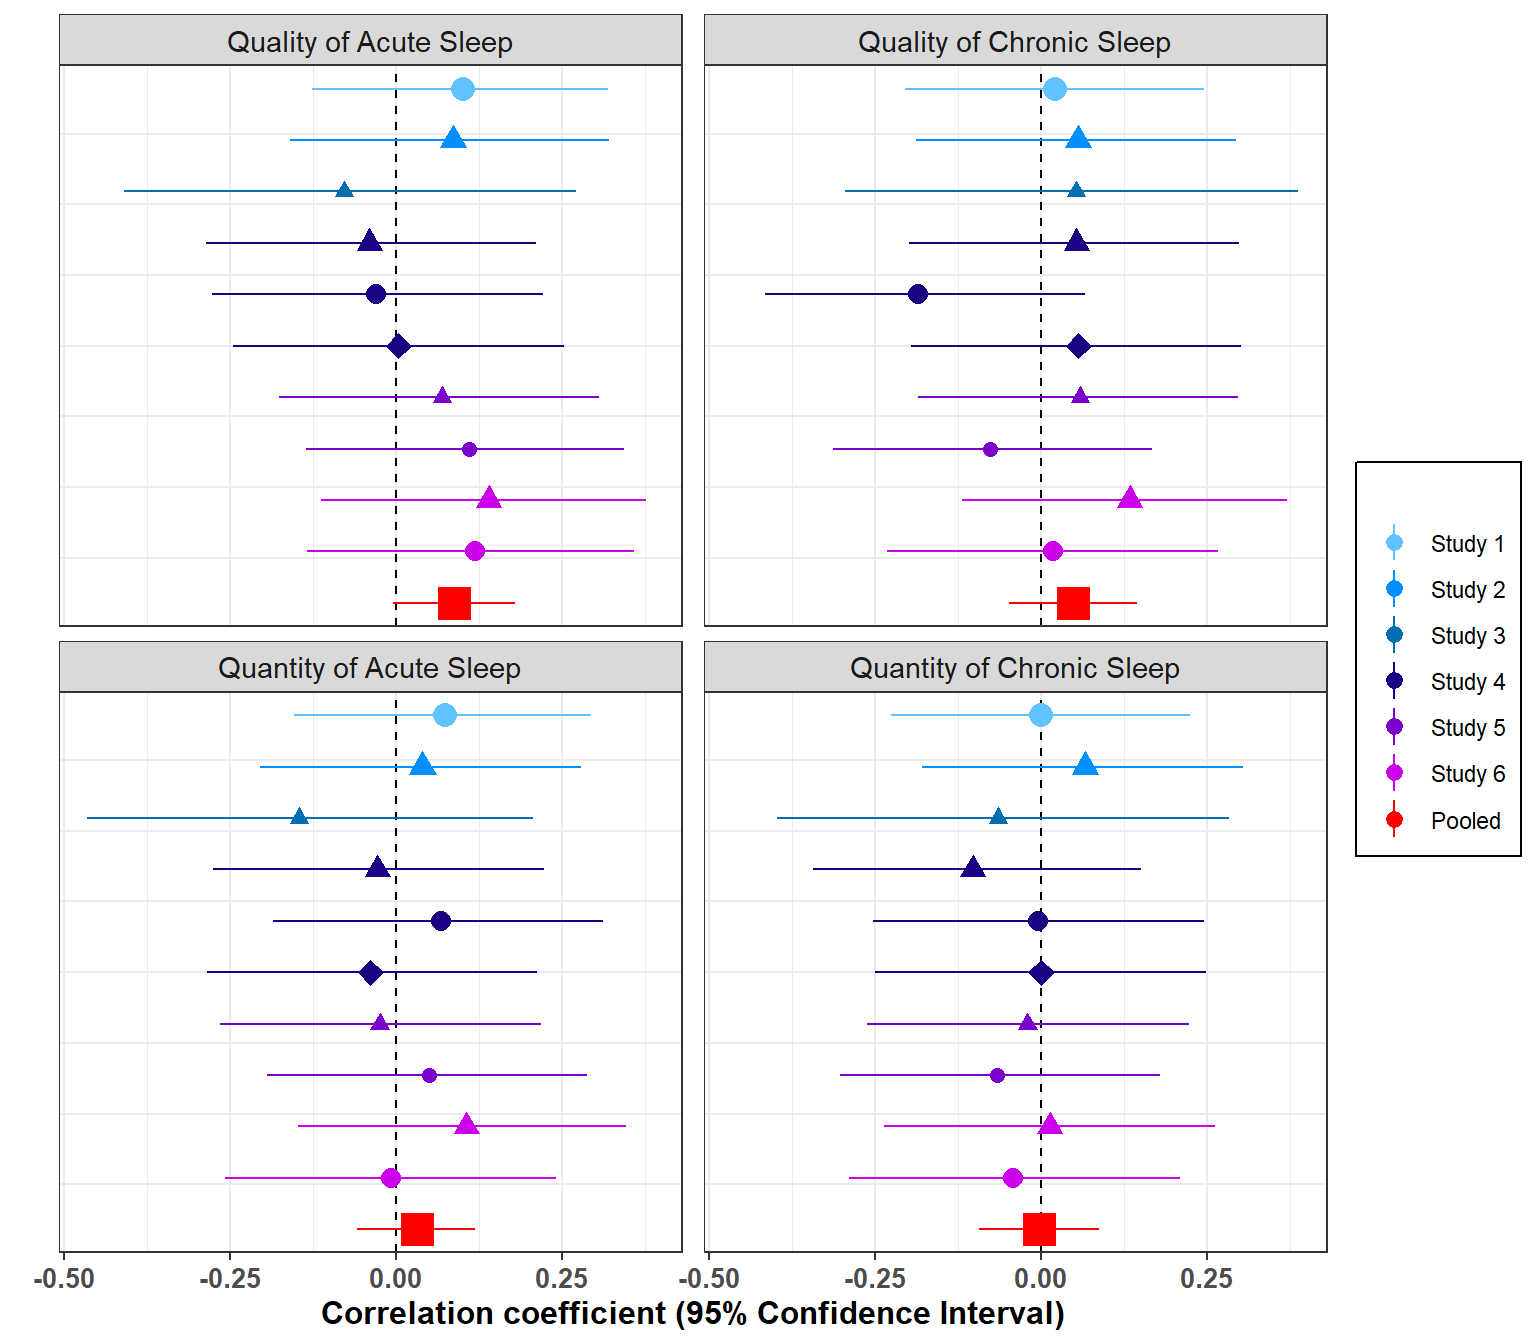 Quality of Acute Sleep
Quality of Chronic Sleep
Quantity of Acute Sleep
Quantity of Chronic Sleep
-0.50 -0.25 0.00 0.25
-0.50 -0.25 0.00 0.25
Correlation coefficient (95% Confidence Interval)
Study 1
Study 2
Study 3
Study 4
Study 5
Study 6
Pooled